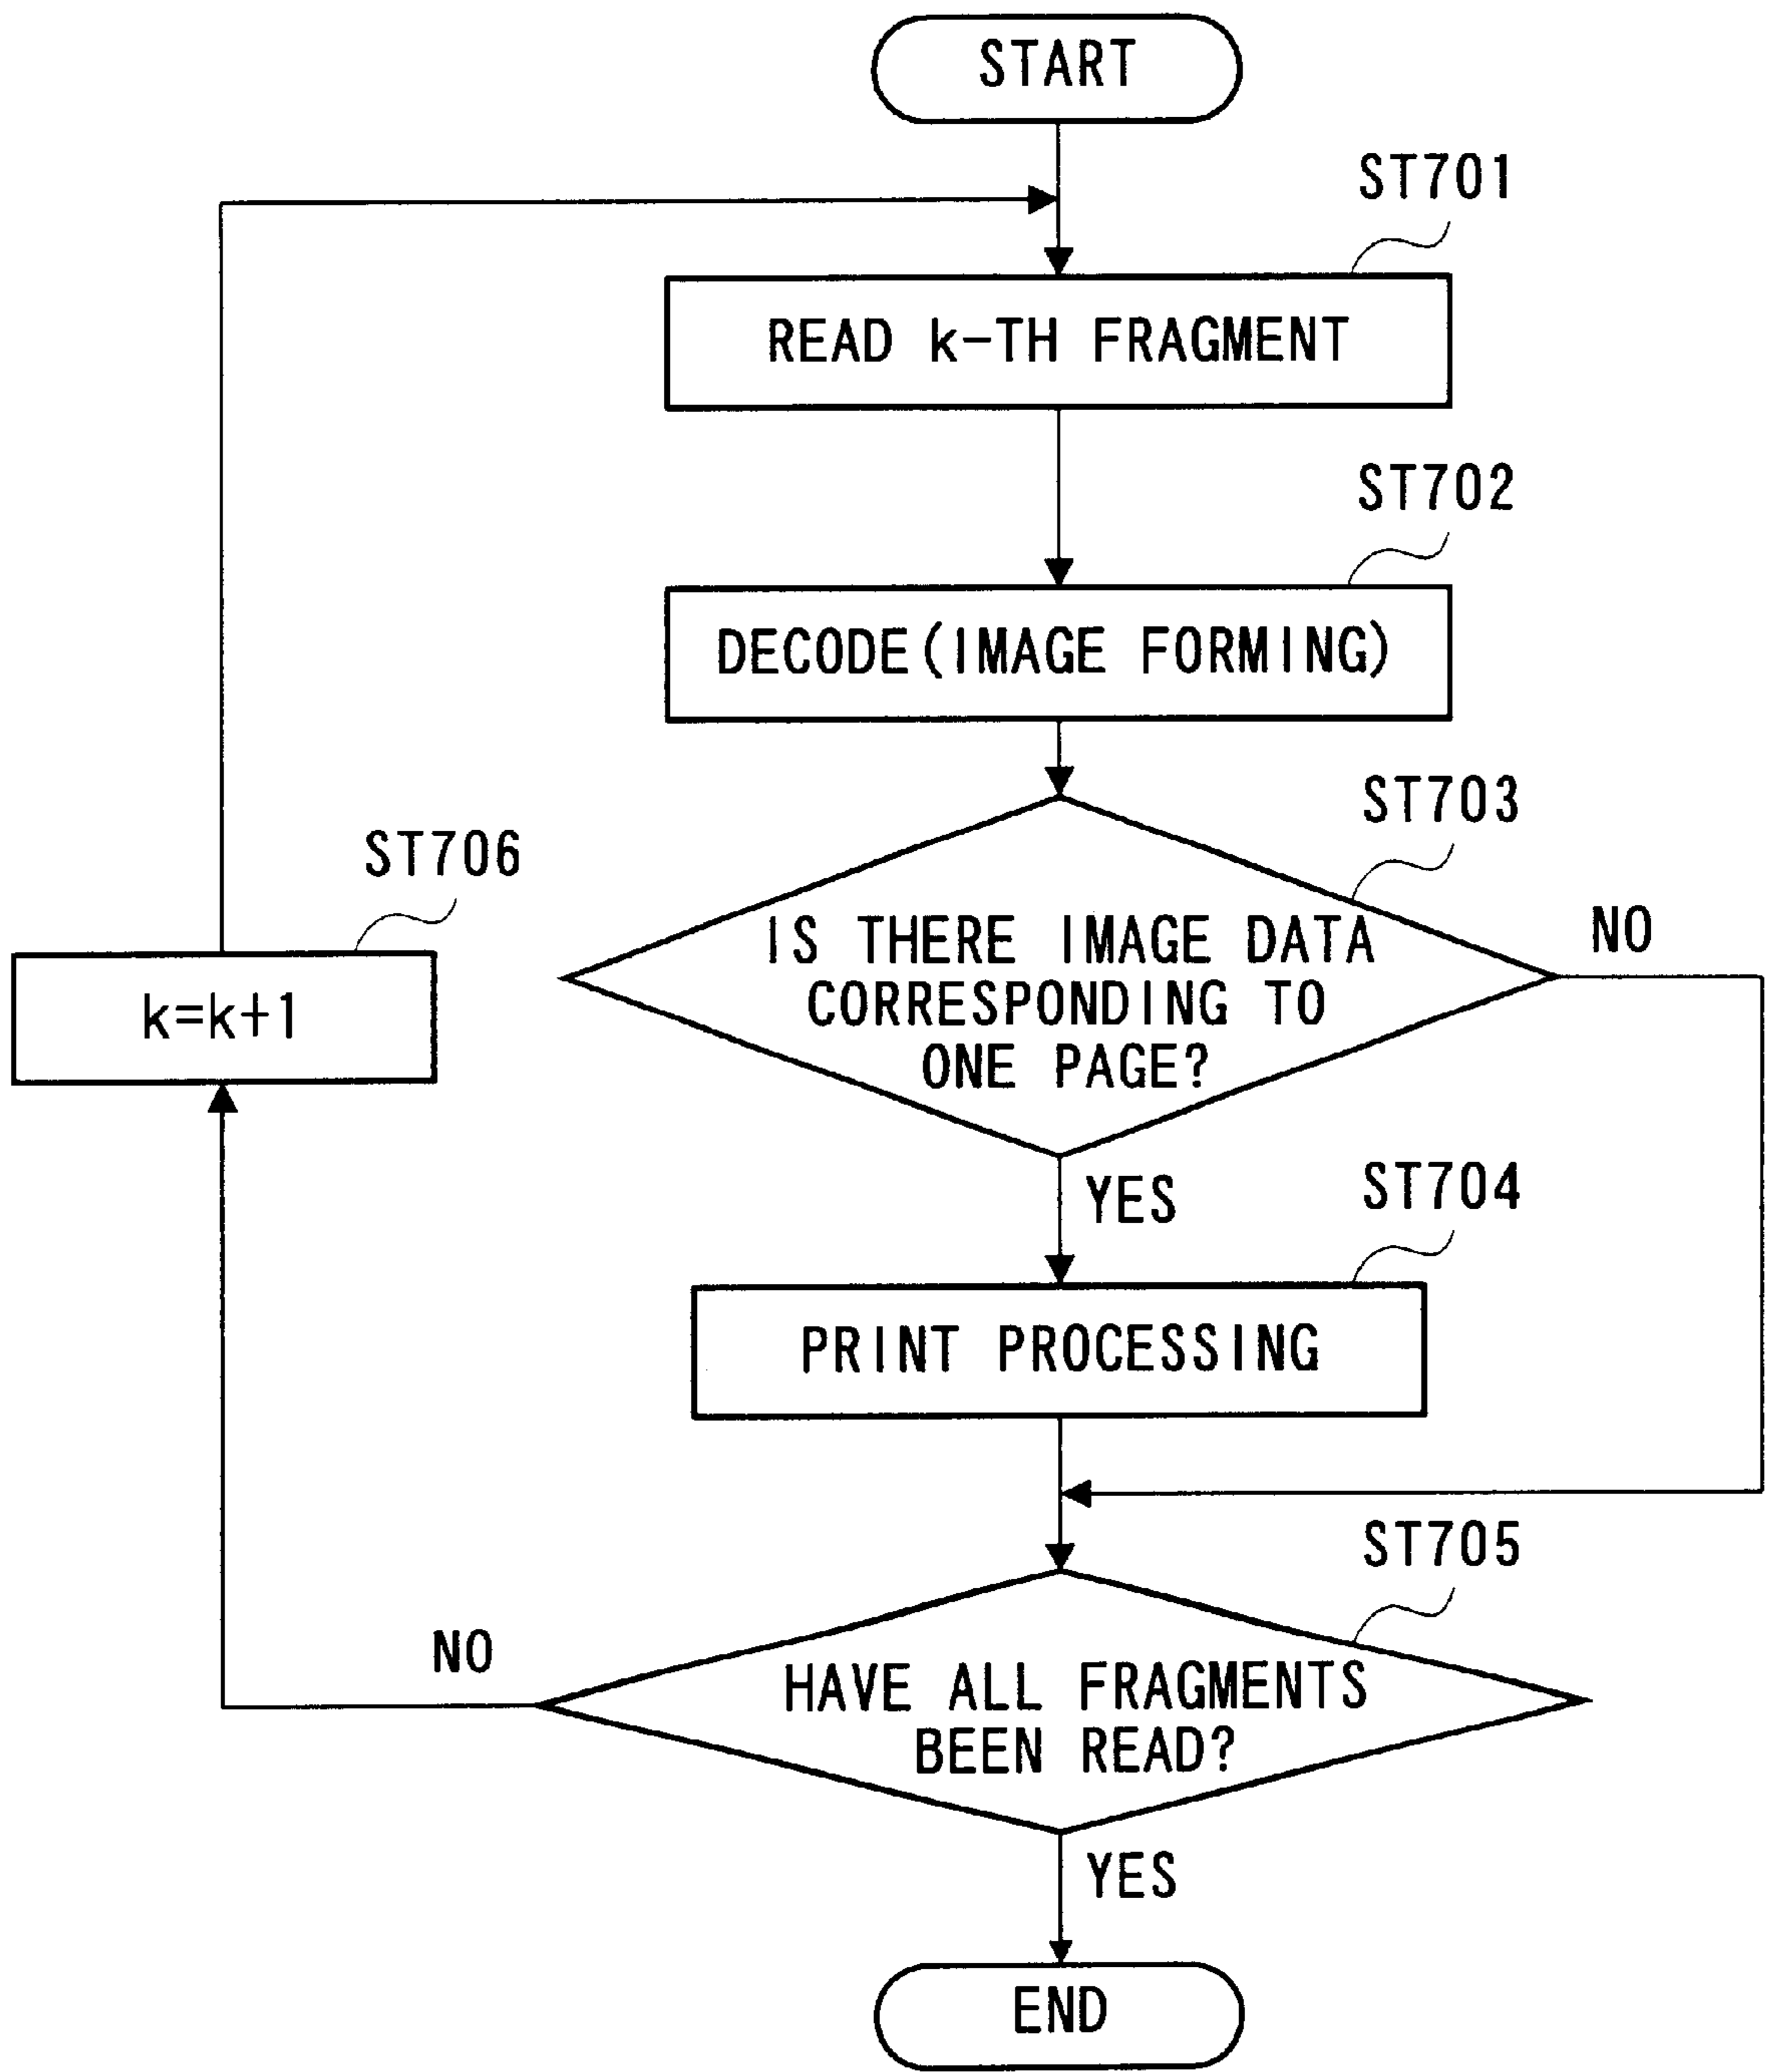 START
ST701
READ k-TH FRAGMENT
ST702
DECODE(IMAGE FORMING)
ST703
IS THERE IMAGE DATA
CORRESPONDING TO
ONE PAGE?
NO
ST706
k=k+1
YES
ST704
PRINT PROCESSING
ST705
HAVE ALL FRAGMENTS
BEEN READ?
NO
YES
END